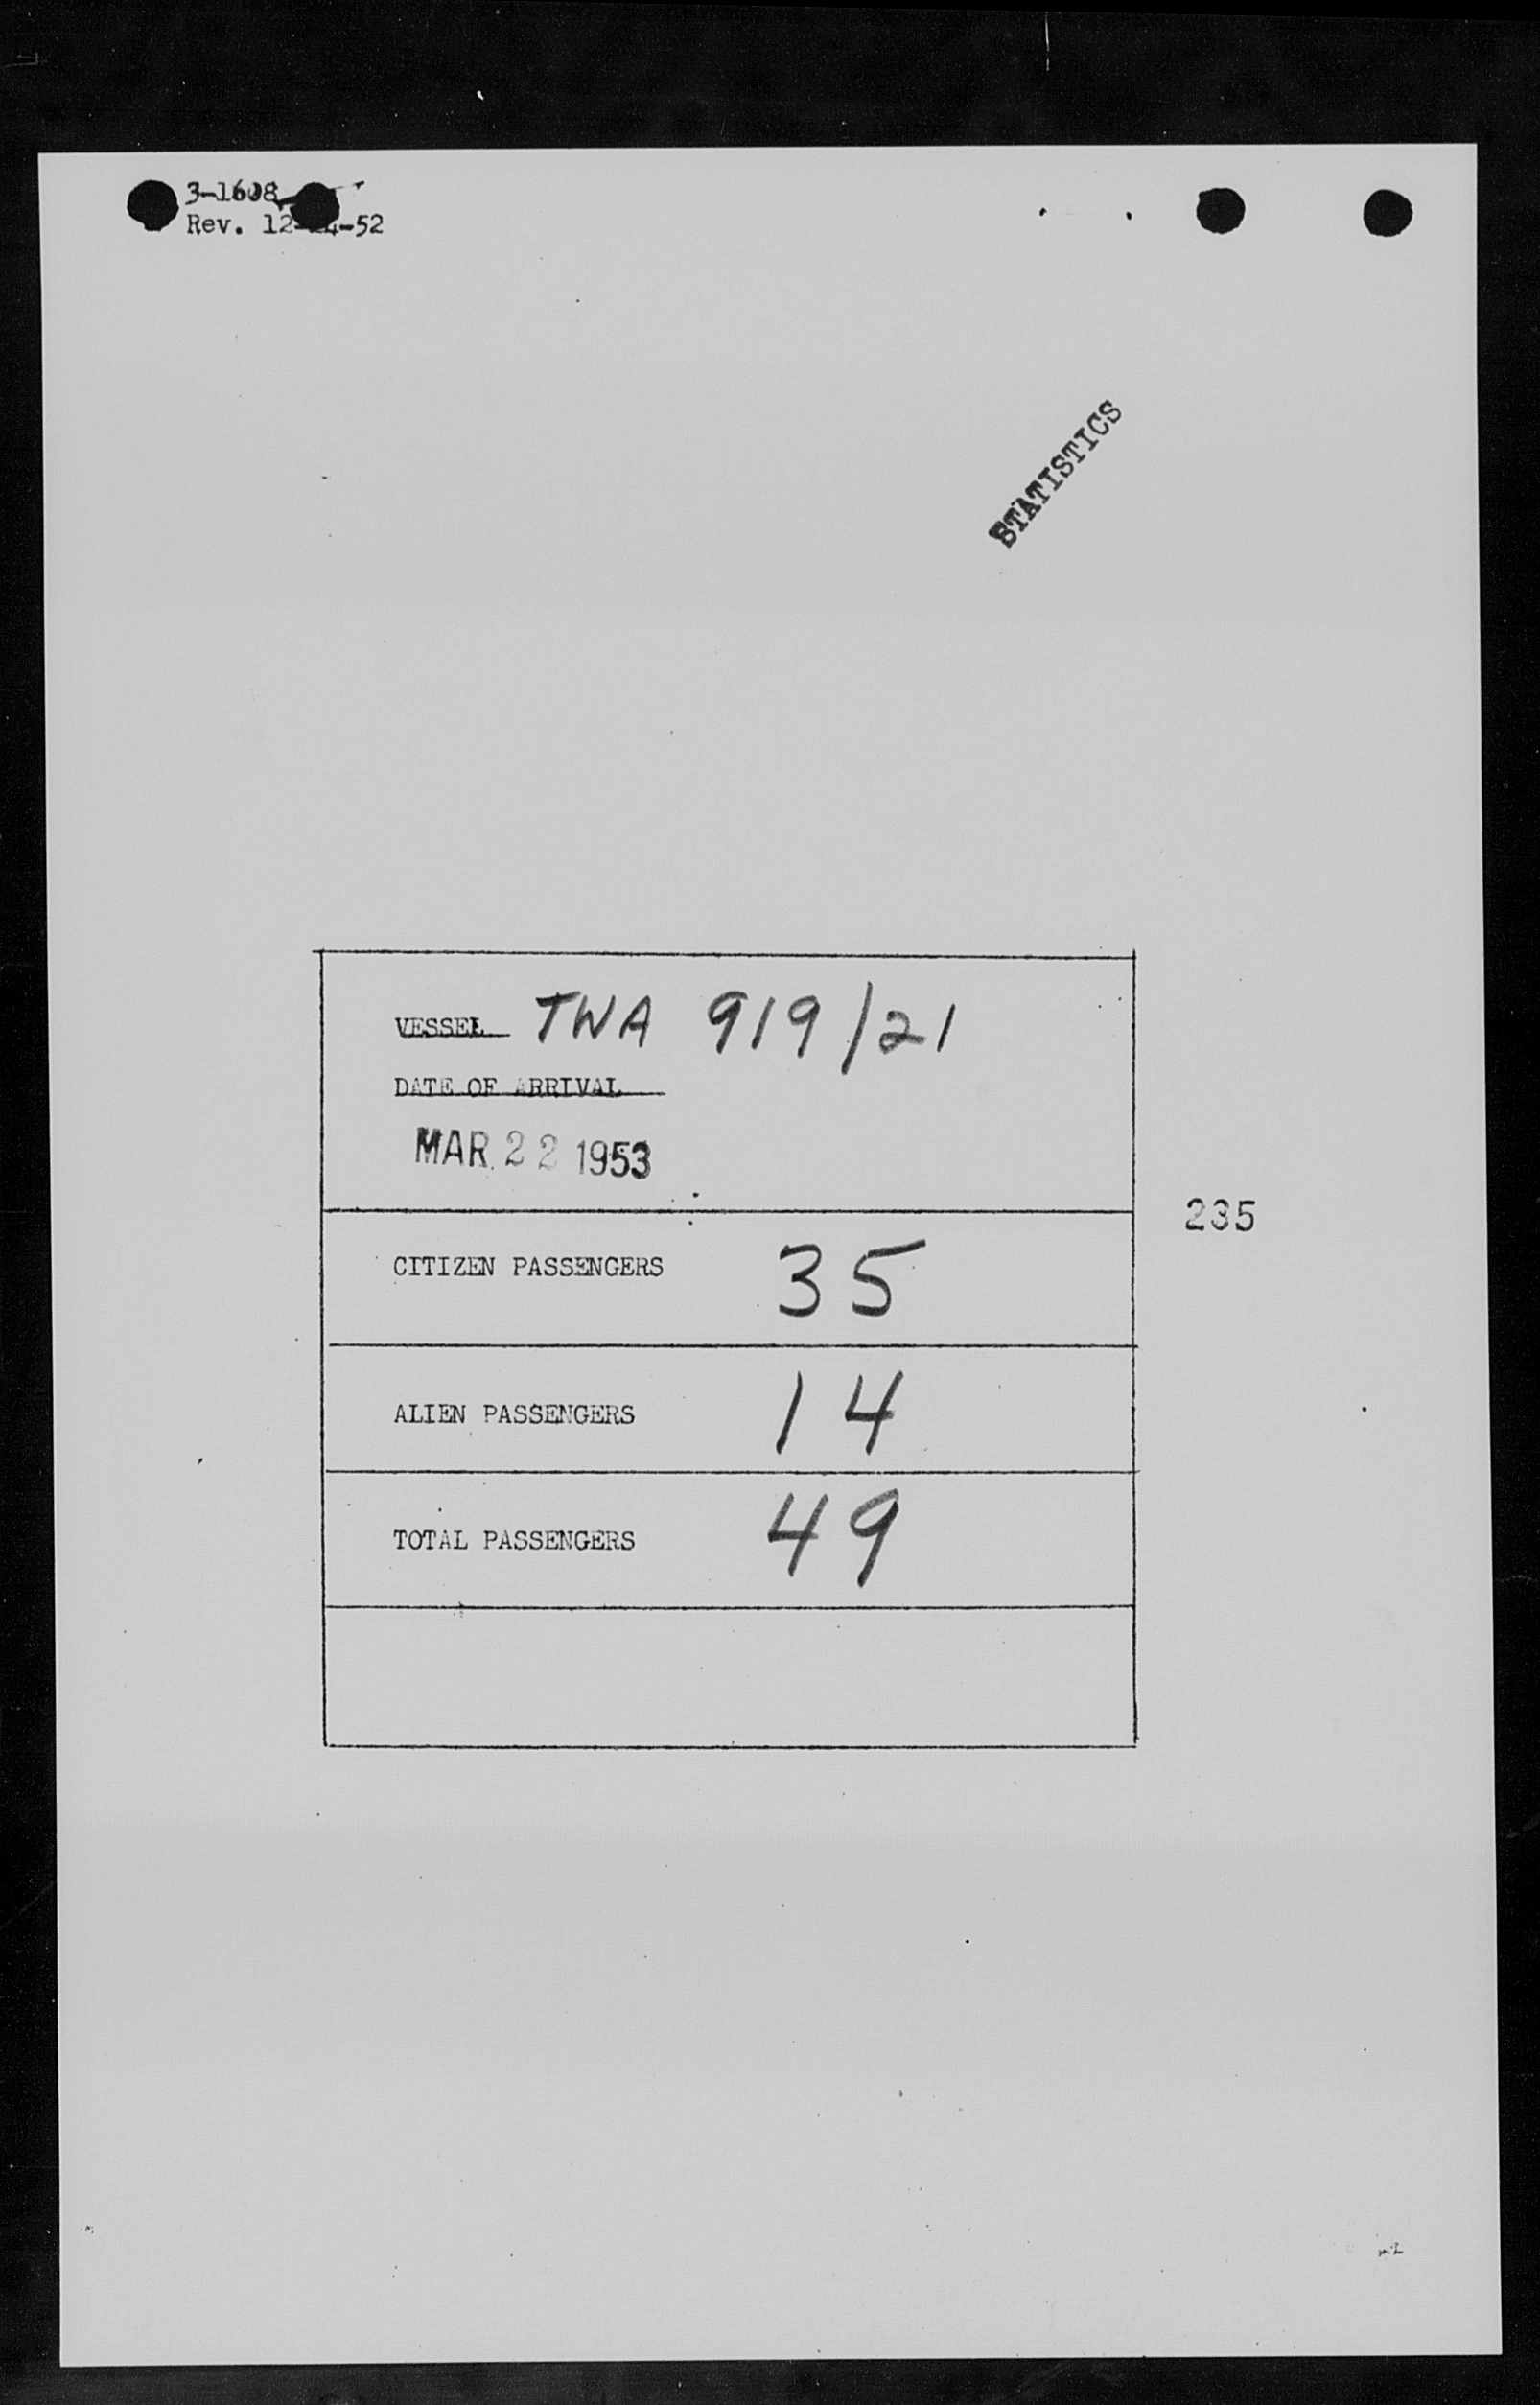 3-1608
Rev. 12-24-52
STATISTICS
VESSEL TWA 919/21
DATE OF ARRIVAL
MAR 22 1953
235
CITIZEN PASSENGERS 35
ALIEN PASSENGERS 14
TOTAL PASSENGERS 49